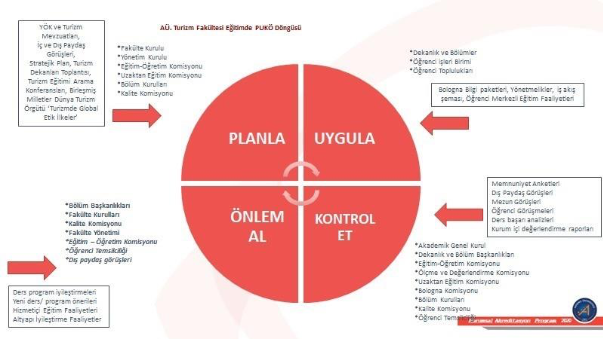 AÜ. Turizm Fakültesi Eğitimde PUKÖ Döngüsü
YÖK ve Turizm
Mevzuatları,
İç ve Dış Paydaş
Görüşleri,
Stratejik Plan, Turizm
Dekanları Toplantısı,
Turizm Eğitimi Arama
Konferansları, Birleşmiş
Milletler Dünya Turizm
Örgütü 'Turizmde Global
Etik İlkeler'
*Fakülte Kurulu
*Yönetim Kurulu
*Eğitim-Öğretim Komisyonu
*Uzaktan Eğitim Komisyonu
*Bölüm Kurulları
*Kalite Komisyonu
*Dekanlık ve Bölümler
*Öğrenci İşleri Birimi
*Öğrenci Toplulukları
Bologna Bilgi paketleri, Yönetmelikler, iş akış
şeması, Öğrenci Merkezli Eğitim Faaliyetleri
PLANLA
UYGULA
ÖNLEM
AL
KONTROL
ET
*Bölüm Başkanlıkları
*Fakülte Kurulları
*Kalite Komisyonu
*Fakülte Yönetimi
*Eğitim – Öğretim Komisyonu
*Öğrenci Temsilciliği
*Dış paydaş görüşleri
Ders program iyileştirmeleri
Yeni ders/ program önerileri
Hizmetiçi Eğitim Faaliyetleri
Altyapı İyileştirme Faaliyetler
Memnuniyet Anketleri
Dış Paydaş Görüşleri
Mezun Görüşleri
Öğrenci Görüşmeleri
Ders başarı analizleri
Kurum içi değerlendirme raporları
*Akademik Genel Kurul
*Dekanlık ve Bölüm Başkanlıkları
*Eğitim-Öğretim Komisyonu
*Ölçme ve Değerlendirme Komisyonu
*Uzaktan Eğitim Komisyonu
*Bologna Komisyonu
*Bölüm Kurulları
*Kalite Komisyonu
*Öğrenci
Kurumsal Akreditasyon Programı